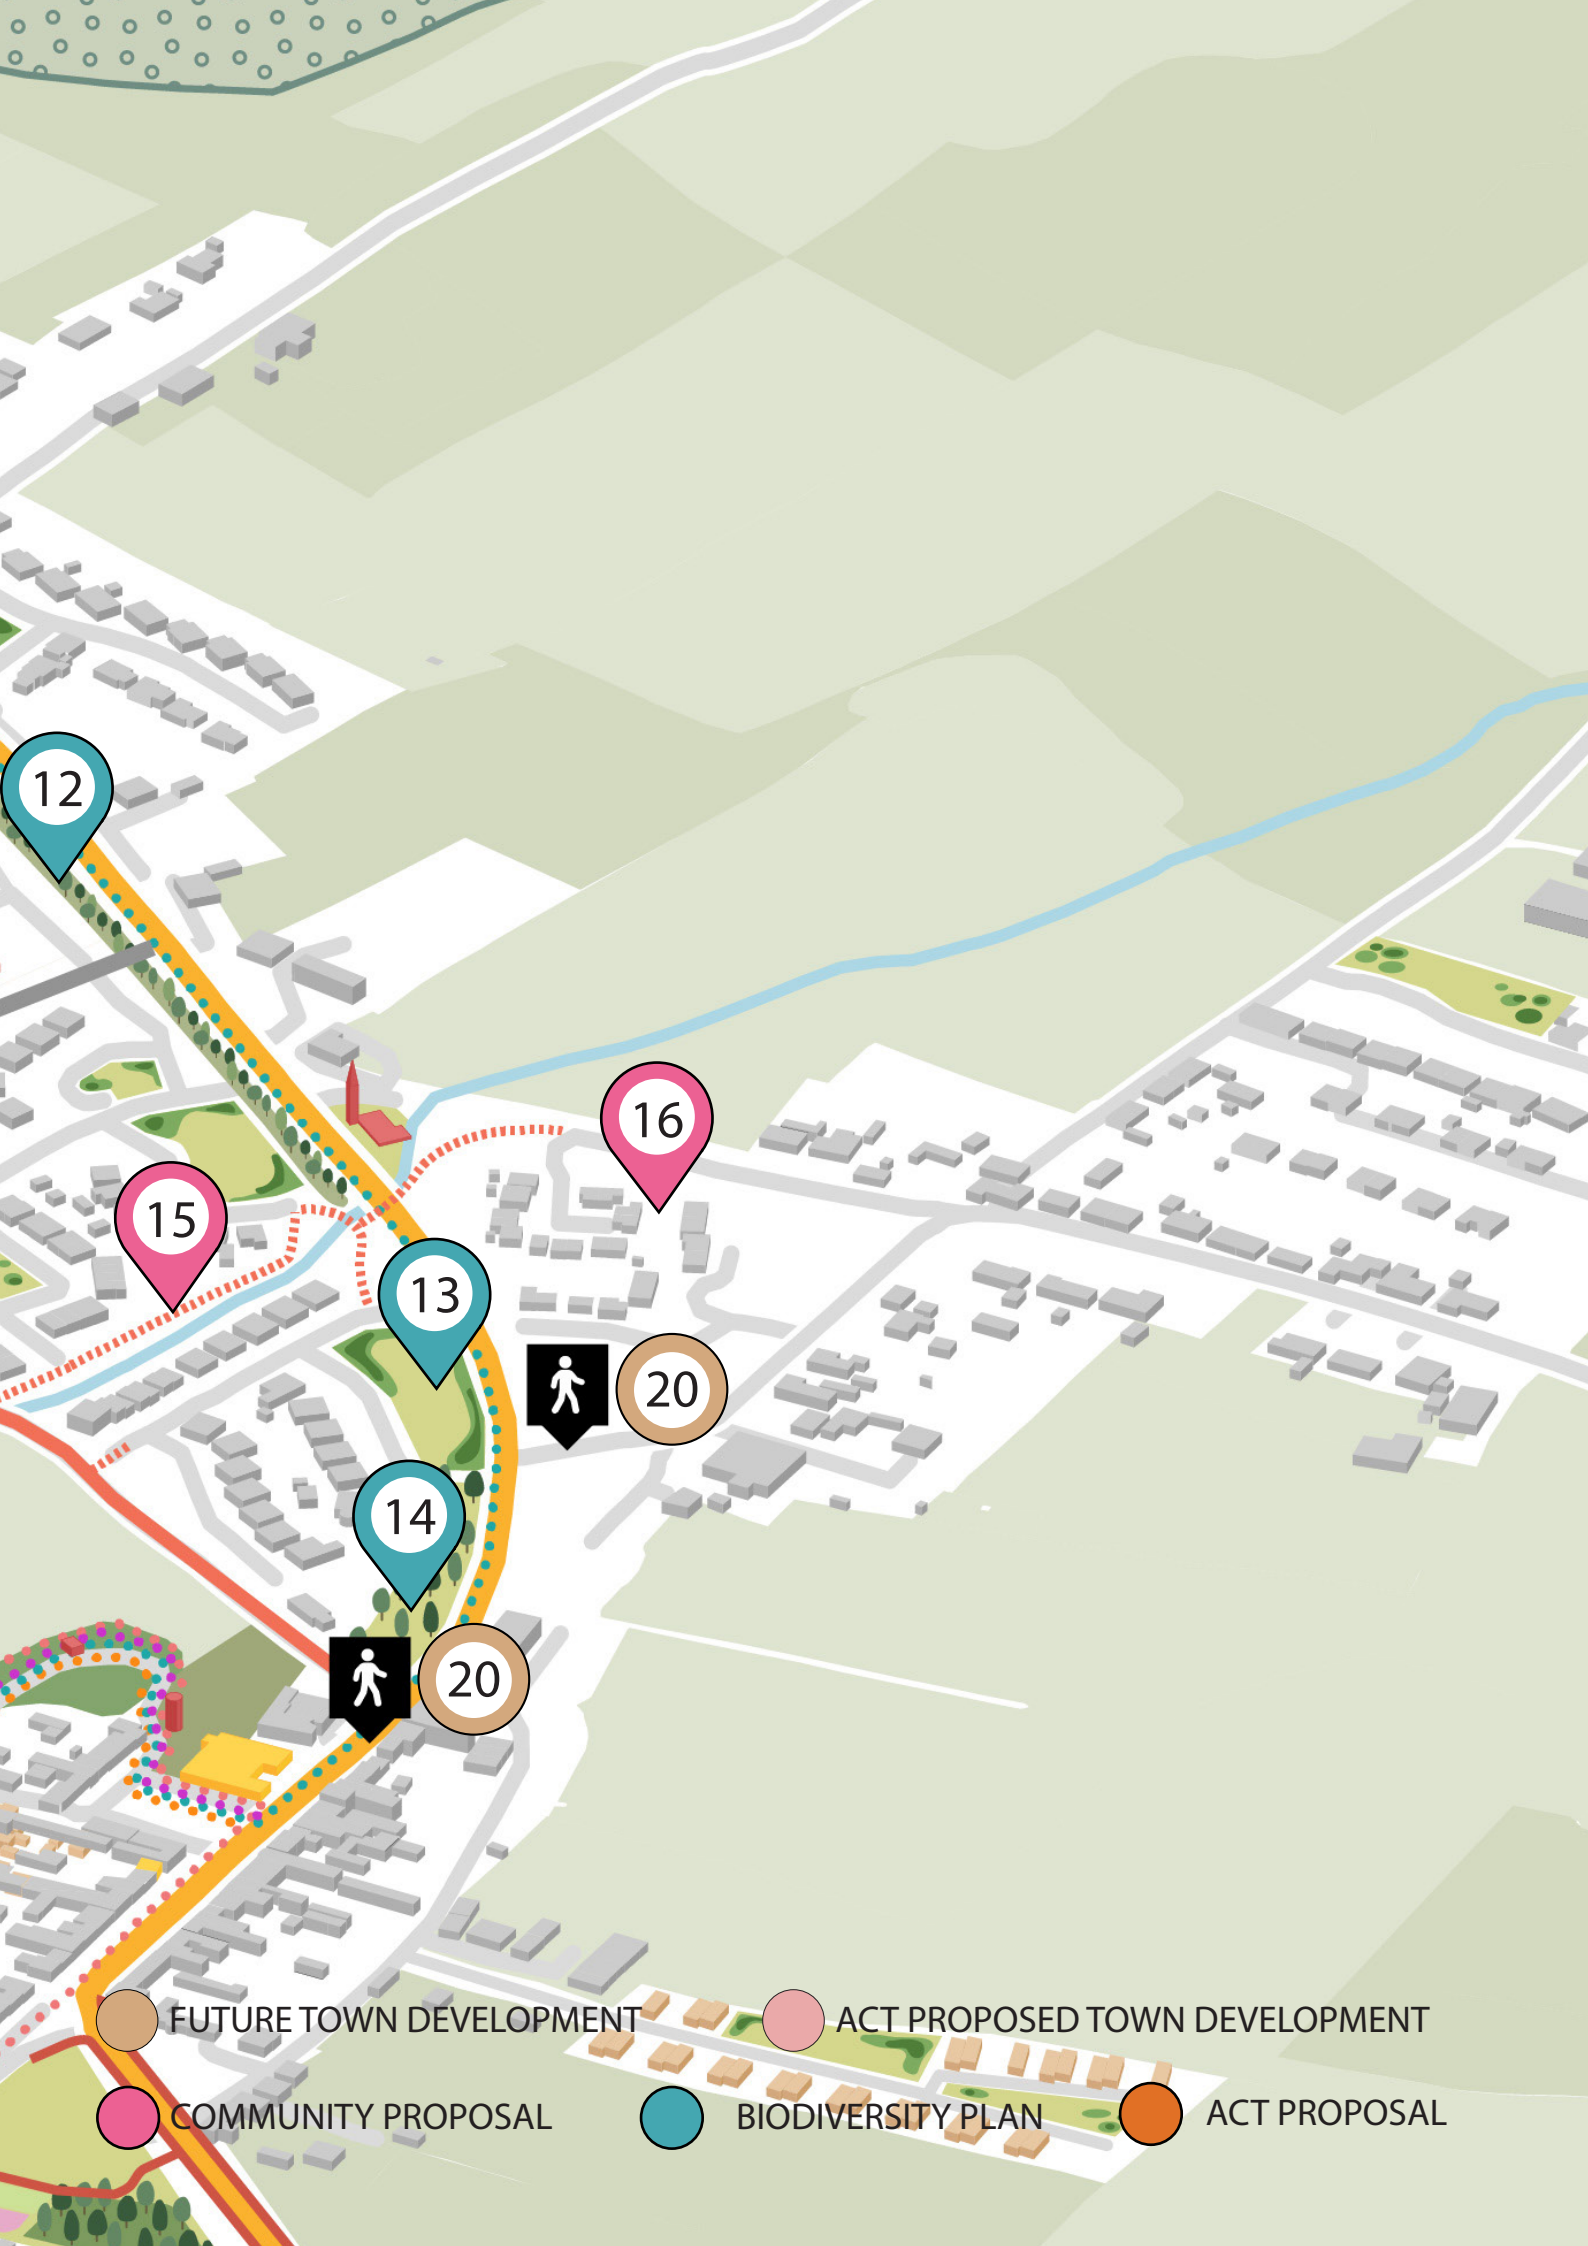 12
16
15
13
20
14
20
FUTURE TOWN DEVELOPMENT
ACT PROPOSED TOWN DEVELOPMENT
COMMUNITY PROPOSAL
BIODIVERSITY PLAN
ACT PROPOSAL